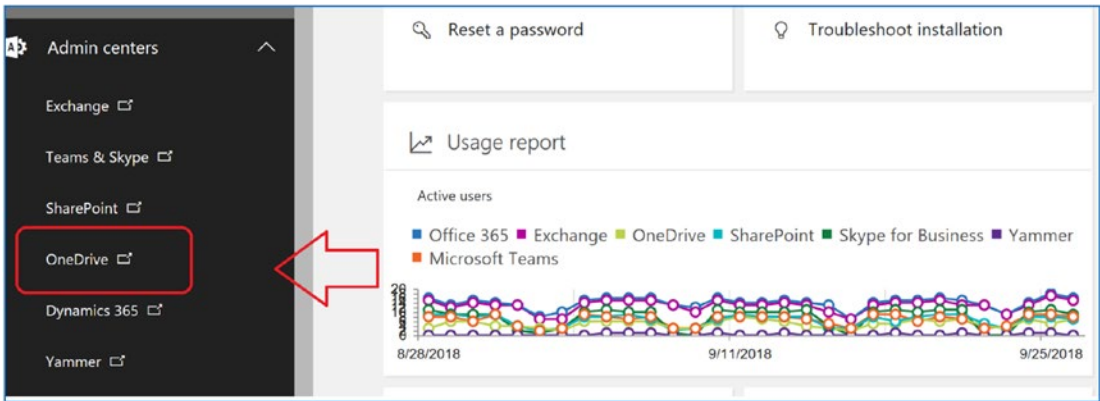 Admin centers
Exchange
Teams & Skype
SharePoint
OneDrive
Dynamics 365
Yammer
Reset a password
Troubleshoot installation
Usage report
Active users
Office 365 Exchange OneDrive SharePoint Skype for Business Yammer
Microsoft Teams
20
8/28/2018 9/11/2018 9/25/2018